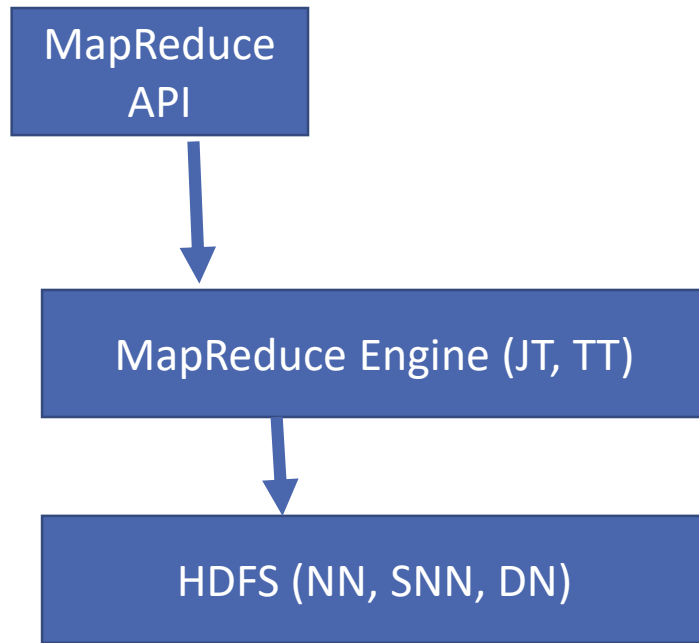 MapReduce
API
MapReduce Engine (JT, TT)
HDFS (NN, SNN, DN)